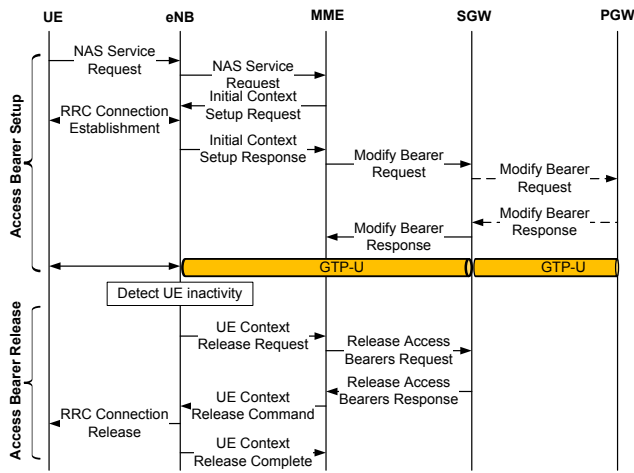 UE
eNB
MME
SGW
PGW
Access Bearer Setup
NAS Service
Request
NAS Service
Request
Initial Context
Setup Request
RRC Connection
Establishment
Initial Context
Setup Response
Modify Bearer
Request
Modify Bearer
Request
Modify Bearer
Response
Modify Bearer
Response
GTP-U
GTP-U
Detect UE inactivity
Access Bearer Release
UE Context
Release Request
Release Access
Bearers Request
Release Access
Bearers Response
UE Context
Release Command
RRC Connection
Release
UE Context
Release Complete